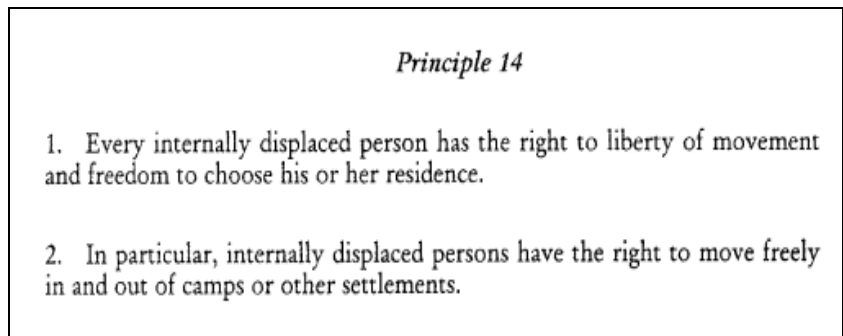 Principle 14
1. Every internally displaced person has the right to liberty of movement
and freedom to choose his or her residence.
2. In particular, internally displaced persons have the right to move freely
in and out of camps or other settlements.